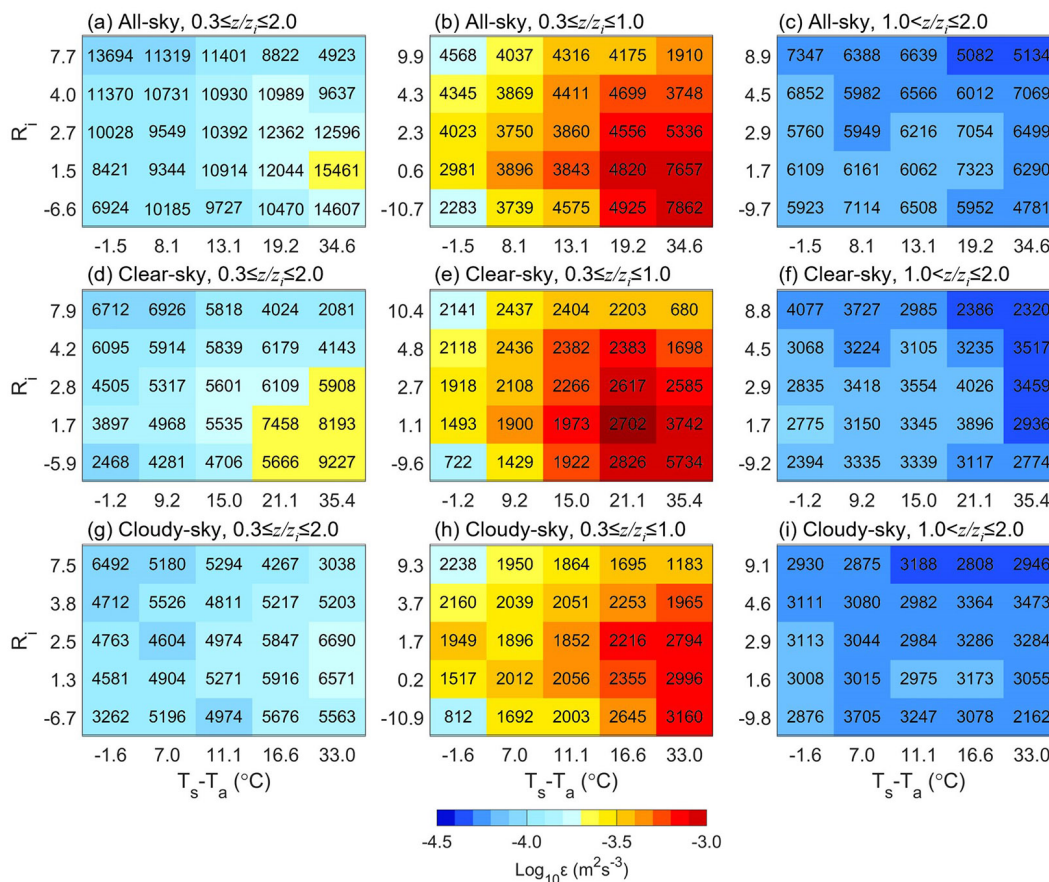 (a) All-sky, 0.3≤z/zᵢ≤2.0
(b) All-sky, 0.3≤z/zᵢ≤1.0
(c) All-sky, 1.0<z/zᵢ≤2.0
7.7 13694 11319 11401 8822 4923
9.9 4568 4037 4316 4175 1910
8.9 7347 6388 6639 5082 5134
4.0 11370 10731 10930 10989 9637
4.3 4345 3869 4411 4699 3748
4.5 6852 5982 6566 6012 7069
Rᵢ
2.7 10028 9549 10392 12362 12596
2.3 4023 3750 3860 4556 5336
2.9 5760 5949 6216 7054 6499
1.5 8421 9344 10914 12044 15461
0.6 2981 3896 3843 4820 7657
1.7 6109 6161 6062 7323 6290
-6.6 6924 10185 9727 10470 14607
-10.7 2283 3739 4575 4925 7862
-9.7 5923 7114 6508 5952 4781
-1.5 8.1 13.1 19.2 34.6
-1.5 8.1 13.1 19.2 34.6
-1.5 8.1 13.1 19.2 34.6
(d) Clear-sky, 0.3≤z/zᵢ≤2.0
(e) Clear-sky, 0.3≤z/zᵢ≤1.0
(f) Clear-sky, 1.0<z/zᵢ≤2.0
7.9 6712 6926 5818 4024 2081
10.4 2141 2437 2404 2203 680
8.8 4077 3727 2985 2386 2320
4.2 6095 5914 5839 6179 4143
4.8 2118 2436 2382 2383 1698
4.5 3068 3224 3105 3235 3517
Rᵢ
2.8 4505 5317 5601 6109 5908
2.7 1918 2108 2266 2617 2585
2.9 2835 3418 3554 4026 3459
1.7 3897 4968 5535 7458 8193
1.1 1493 1900 1973 2702 3742
1.7 2775 3150 3345 3896 2936
-5.9 2468 4281 4706 5666 9227
-9.6 722 1429 1922 2826 5734
-9.2 2394 3335 3339 3117 2774
-1.2 9.2 15.0 21.1 35.4
-1.2 9.2 15.0 21.1 35.4
-1.2 9.2 15.0 21.1 35.4
(g) Cloudy-sky, 0.3≤z/zᵢ≤2.0
(h) Cloudy-sky, 0.3≤z/zᵢ≤1.0
(i) Cloudy-sky, 1.0<z/zᵢ≤2.0
7.5 6492 5180 5294 4267 3038
9.3 2238 1950 1864 1695 1183
9.1 2930 2875 3188 2808 2946
3.8 4712 5526 4811 5217 5203
3.7 2160 2039 2051 2253 1965
4.6 3111 3080 2982 3364 3473
Rᵢ
2.5 4763 4604 4974 5847 6690
1.7 1949 1896 1852 2216 2794
2.9 3113 3044 2984 3286 3284
1.3 4581 4904 5271 5916 6571
0.2 1517 2012 2056 2355 2996
1.6 3008 3015 2975 3173 3055
-6.7 3262 5196 4974 5676 5563
-10.9 812 1692 2003 2645 3160
-9.8 2876 3705 3247 3078 2162
-1.6 7.0 11.1 16.6 33.0
-1.6 7.0 11.1 16.6 33.0
-1.6 7.0 11.1 16.6 33.0
Tₛ-Tₐ (°C)
Tₛ-Tₐ (°C)
Tₛ-Tₐ (°C)
-4.5 -4.0 -3.5 -3.0
Log₁₀ε (m²s⁻³)